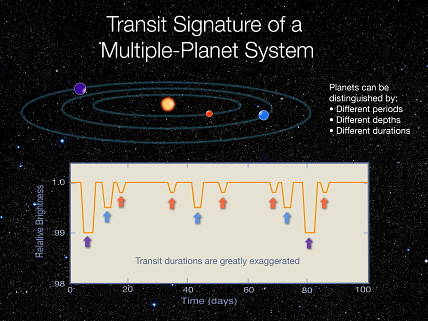 Transit Signature of a
Multiple-Planet System
Planets can be
distinguished by:
• Different periods
• Different depths
• Different durations
Relative Brightness
1.0
.99
.98
Transit durations are greatly exaggerated
0
20
40
60
80
100
Time (days)